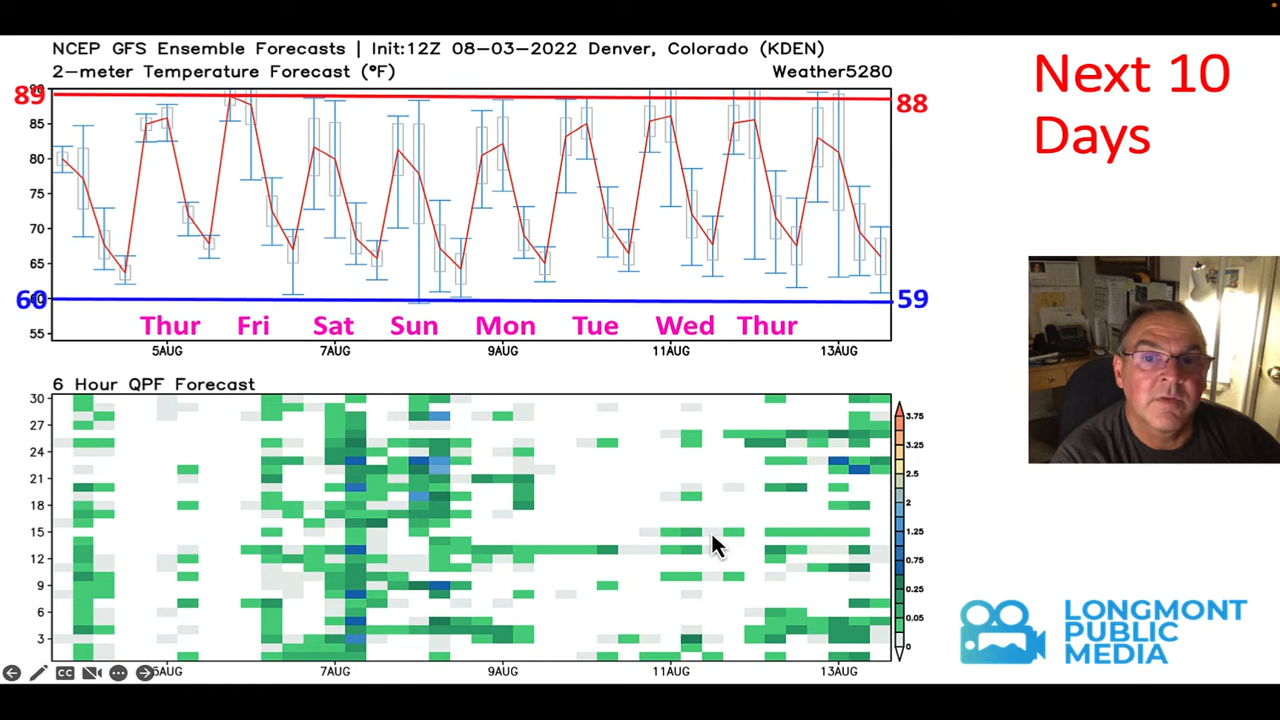 NCEP GFS Ensemble Forecasts | Init:12Z 08-03-2022 Denver, Colorado (KDEN)
2-meter Temperature Forecast (°F)
Weather5280
Next 10
Days
89
88
85
80
75
70
65
60
59
55
Thur Fri Sat Sun Mon Tue Wed Thur
5AUG 7AUG 9AUG 11AUG 13AUG
6 Hour QPF Forecast
30
27
24
21
18
15
12
9
6
3
3.75
3.25
2.5
2
1.25
0.75
0.25
0.05
0
CC
5AUG 7AUG 9AUG 11AUG 13AUG
LONGMONT
PUBLIC
MEDIA